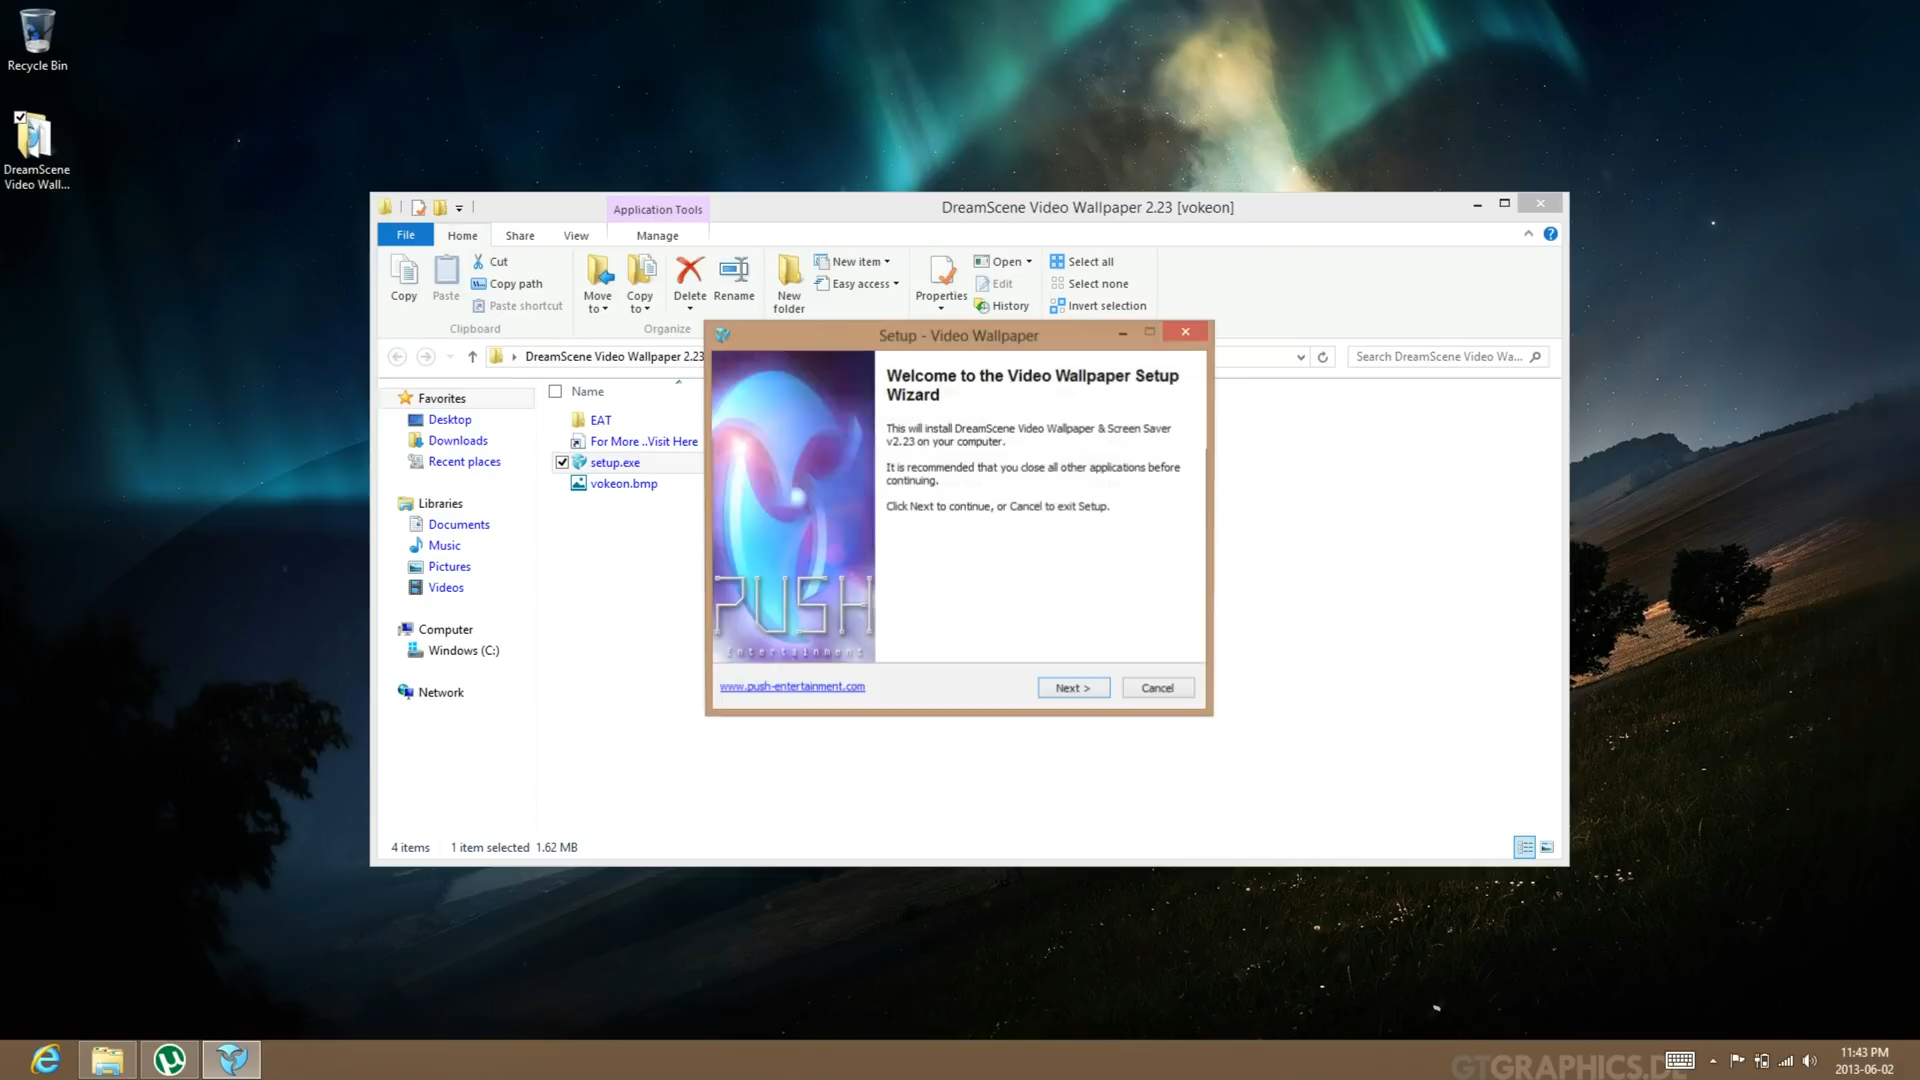 Recycle Bin
DreamScene
Video Wall...
Application Tools
DreamScene Video Wallpaper 2.23 [vokeon]
File
Home
Share
View
Manage
Copy
Paste
Cut
Copy path
Paste shortcut
Clipboard
Move
to
Copy
to
Delete
Rename
Organize
New
folder
New item
Easy access
Properties
Open
Edit
History
Select all
Select none
Invert selection
DreamScene Video Wallpaper 2.23
Search DreamScene Video Wa...
Favorites
Desktop
Downloads
Recent places
Libraries
Documents
Music
Pictures
Videos
Computer
Windows (C:)
Network
Name
EAT
For More ..Visit Here
setup.exe
vokeon.bmp
Setup - Video Wallpaper
Welcome to the Video Wallpaper Setup
Wizard
This will install DreamScene Video Wallpaper & Screen Saver
v2.23 on your computer.
It is recommended that you close all other applications before
continuing.
Click Next to continue, or Cancel to exit Setup.
PUSH
Entertainment
www.push-entertainment.com
Next >
Cancel
4 items
1 item selected 1.62 MB
GTGRAPHICS.DE
11:43 PM
2013-06-02